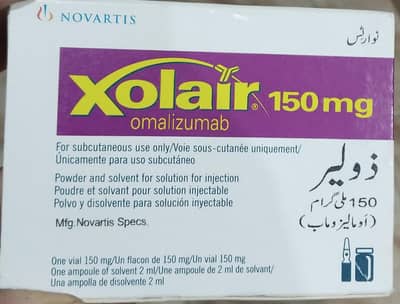 NOVARTIS
نوارٹس
Xolair® 150 mg
omalizumab
For subcutaneous use only/Voie sous-cutanée uniquement/
Únicamente para uso subcutáneo
ذولیر
Powder and solvent for solution for injection
Poudre et solvant pour solution injectable
Polvo y disolvente para solución inyectable
150 ملی گرام
(اومالیزوماب)
Mfg.Novartis Specs.
One vial 150 mg/Un flacon de 150 mg/Un vial 150 mg
One ampoule of solvent 2 ml/Une ampoule de 2 ml de solvant/
Una ampolla de disolvente 2 ml